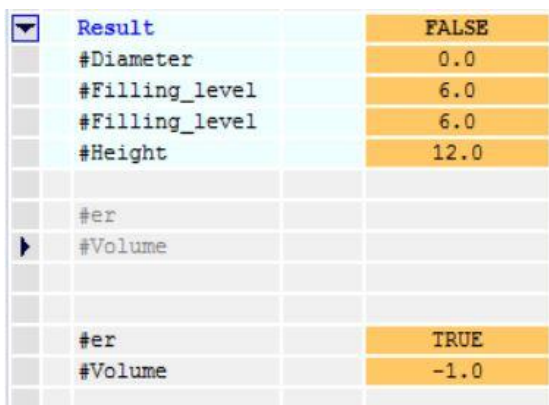 Result FALSE
#Diameter 0.0
#Filling_level 6.0
#Filling_level 6.0
#Height 12.0
#er
#Volume
#er TRUE
#Volume -1.0